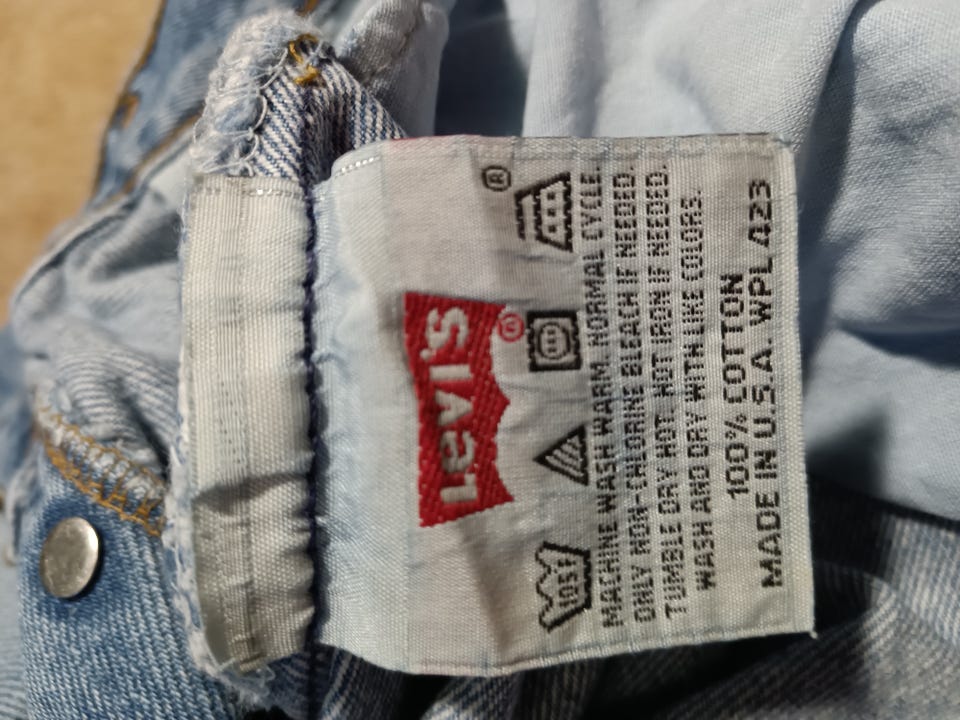 Levi's®
®
105F
MACHINE WASH WARM NORMAL CYCLE.
ONLY NON-CHLORINE BLEACH IF NEEDED.
TUMBLE DRY HOT. HOT IRON IF NEEDED.
WASH AND DRY WITH LIKE COLORS.
100% COTTON
MADE IN U.S.A. WPL 423